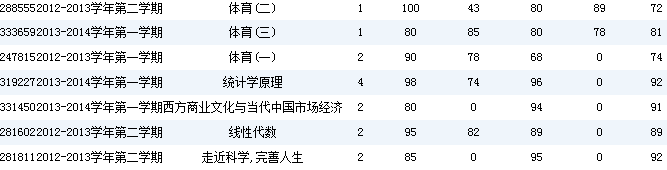 2885552012-2013学年第二学期 体育(二) 1 100 43 80 89 72
3336592013-2014学年第一学期 体育(三) 1 80 85 80 78 81
2478152012-2013学年第一学期 体育(一) 2 90 78 68 0 74
3192272013-2014学年第一学期 统计学原理 4 98 74 96 0 92
3314502013-2014学年第一学期西方商业文化与当代中国市场经济 2 80 0 94 0 91
2816022012-2013学年第二学期 线性代数 2 95 82 89 0 89
2818112012-2013学年第二学期 走近科学,完善人生 2 85 0 95 0 92